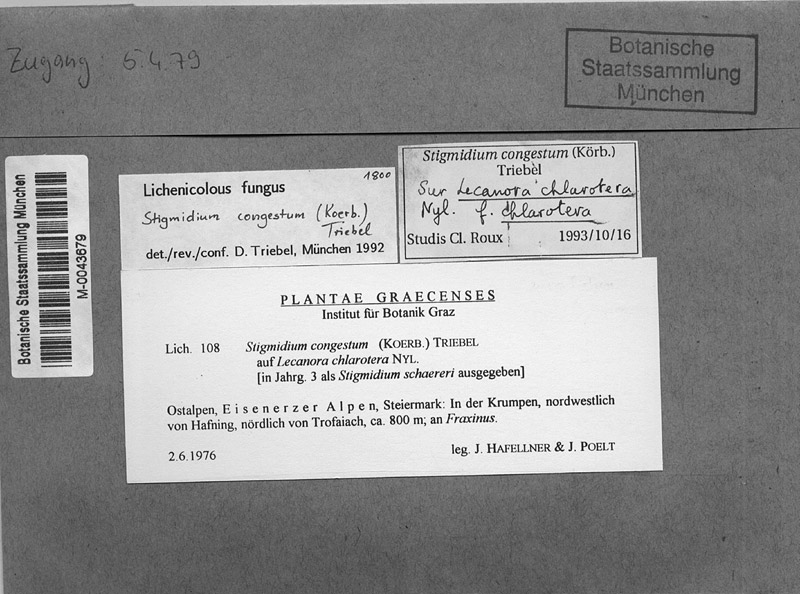 Zugang: 5.4.79
Botanische
Staatssammlung
München
Botanische Staatssammlung München
M-0043679
1800
Lichenicolous fungus
Stigmidium congestum (Koerb.)
Triebel
det./rev./conf. D. Triebel, München 1992
Stigmidium congestum (Körb.)
Triebel
Sur Lecanora chlarotera
Nyl. f. chlarotera
Studis Cl. Roux 1993/10/16
PLANTAE GRAECENSES
Institut für Botanik Graz
Lich. 108 Stigmidium congestum (KOERB.) TRIEBEL
auf Lecanora chlarotera NYL.
[in Jahrg. 3 als Stigmidium schaereri ausgegeben]
Ostalpen, Eisenerzer Alpen, Steiermark: In der Krumpen, nordwestlich
von Hafning, nördlich von Trofaiach, ca. 800 m; an Fraxinus.
2.6.1976 leg. J. HAFELLNER & J. POELT